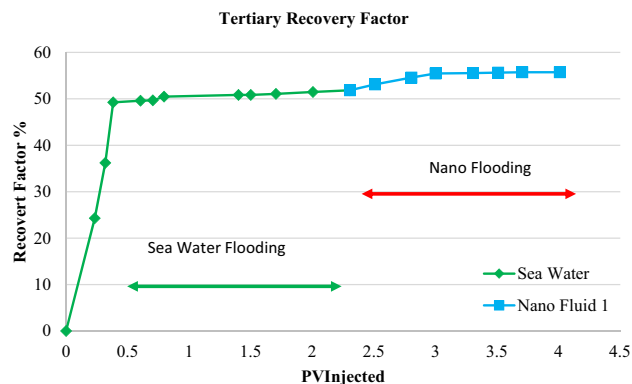 Tertiary Recovery Factor
60
50
40
30
20
10
0
Recovert Factor %
Nano Flooding
Sea Water Flooding
Sea Water
Nano Fluid 1
0 0.5 1 1.5 2 2.5 3 3.5 4 4.5
PVInjected